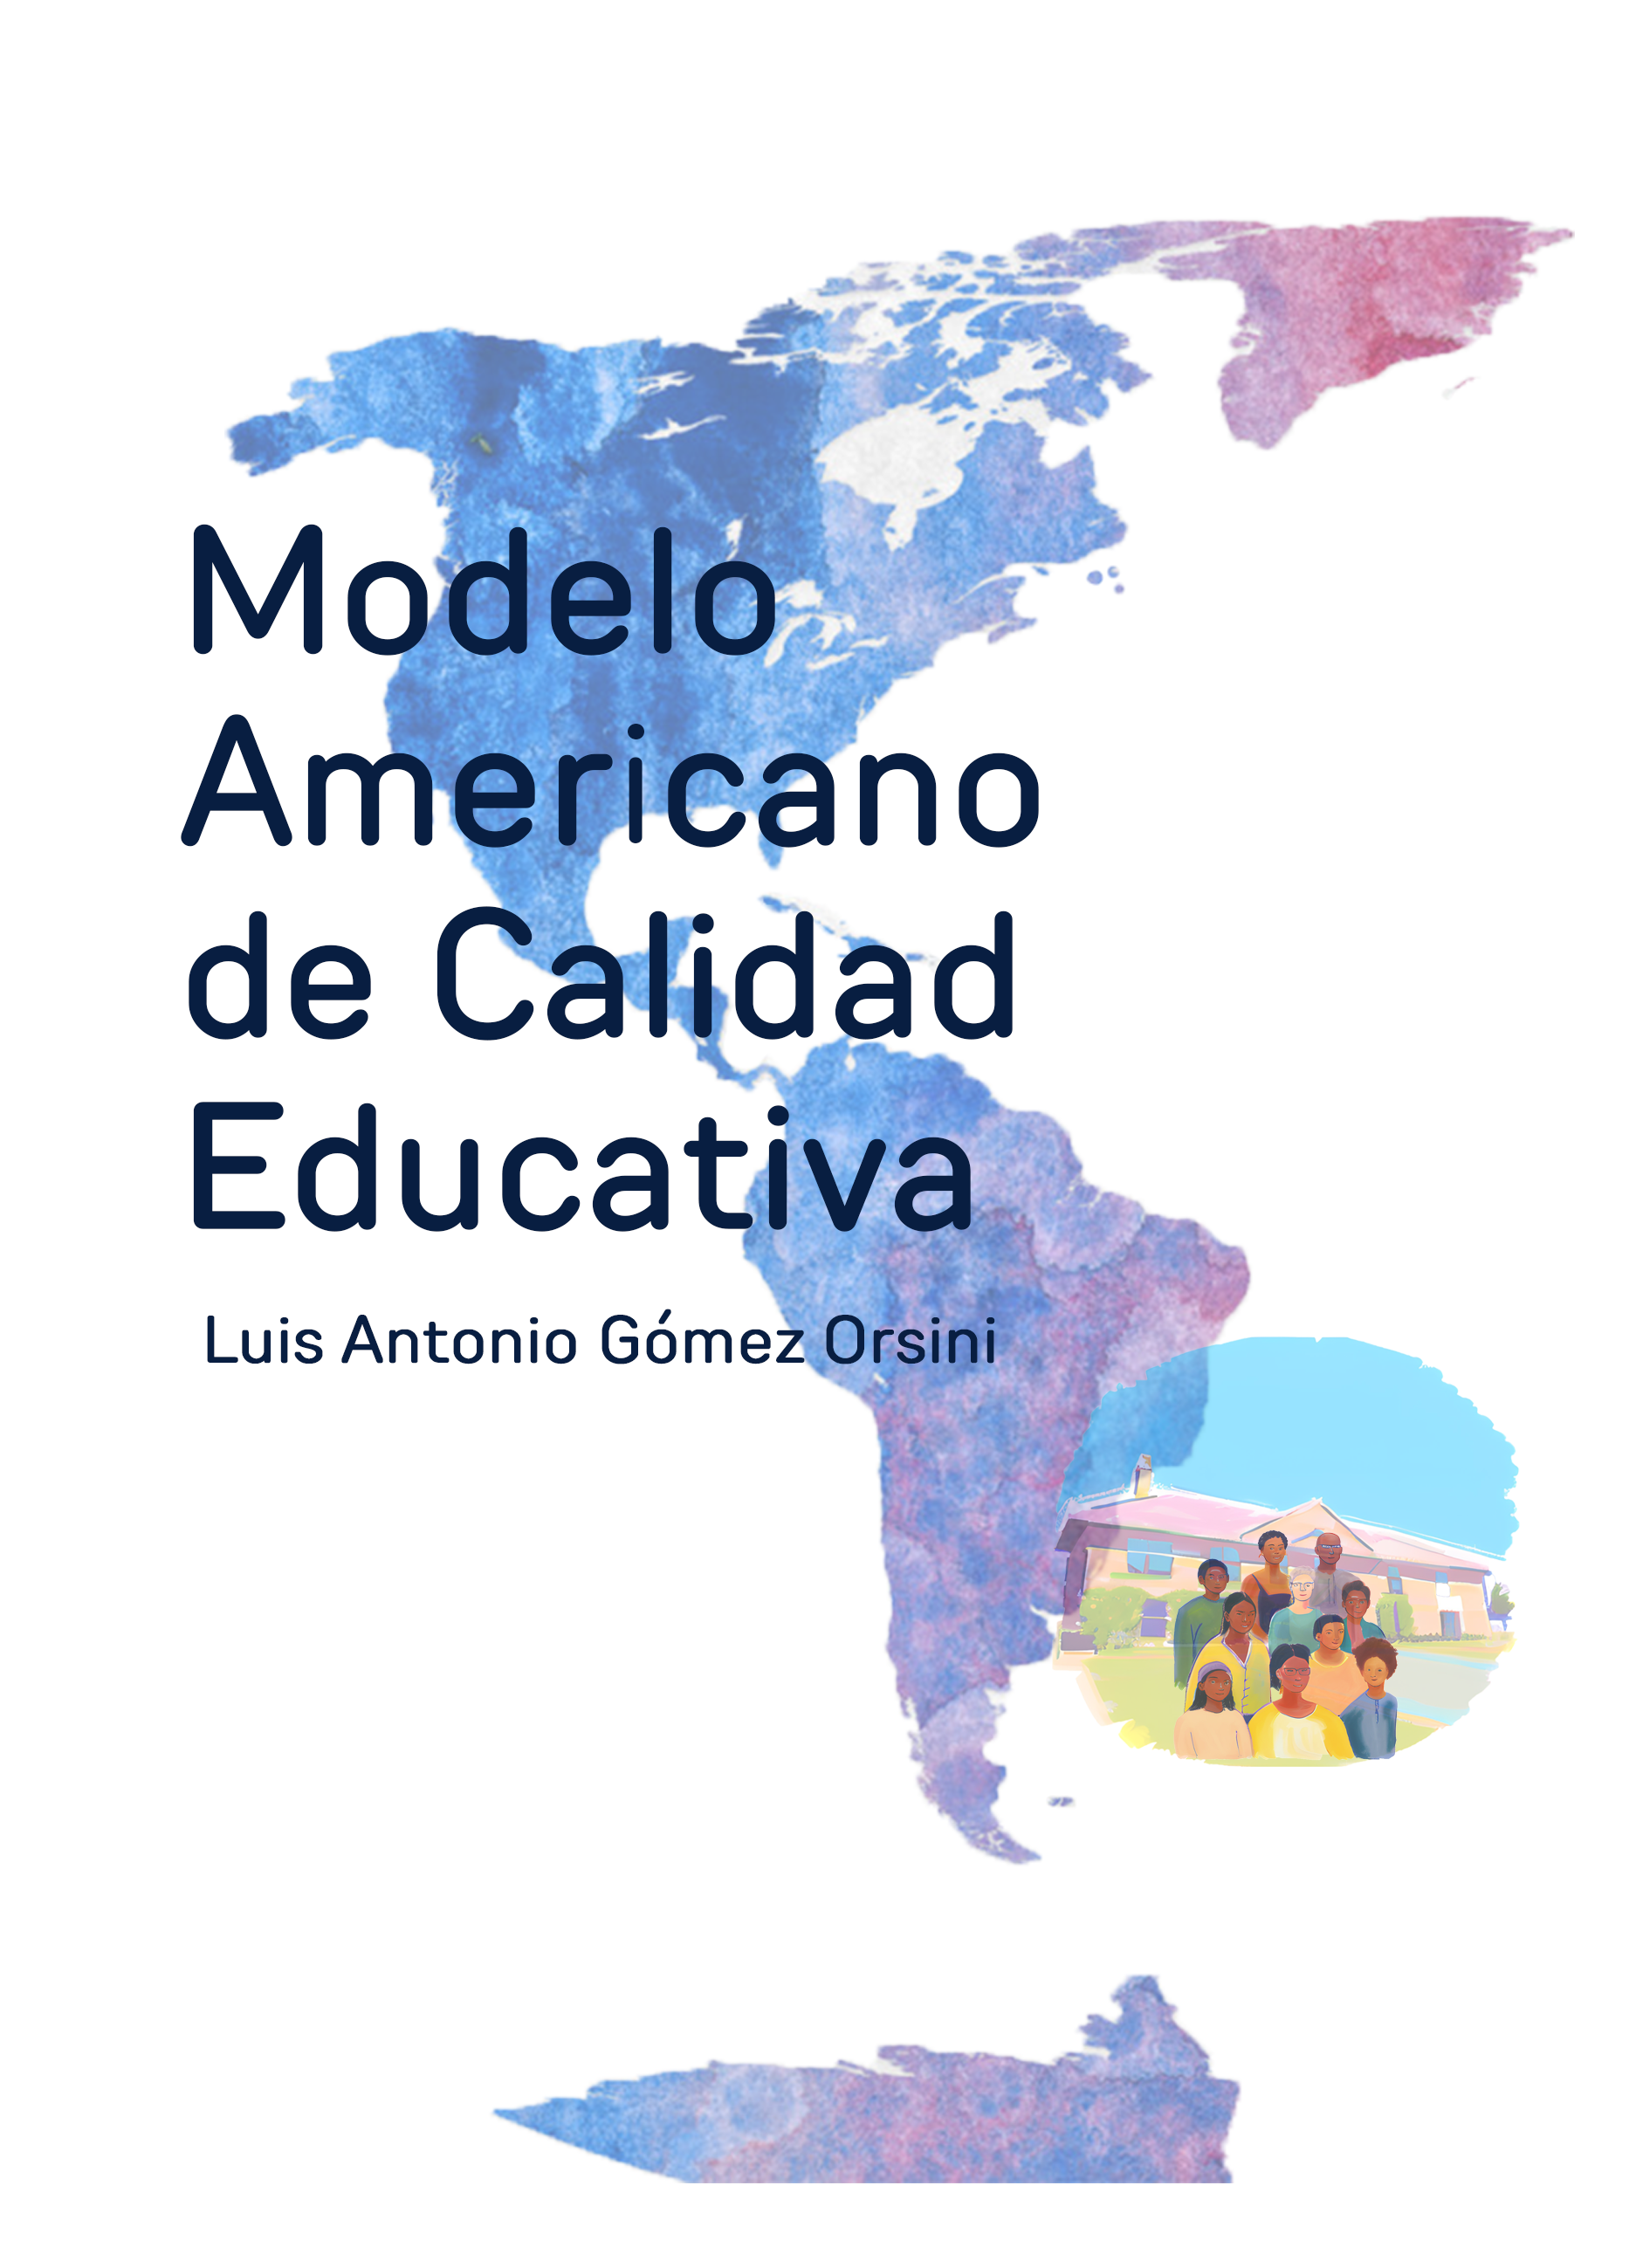 Modelo
Americano
de Calidad
Educativa
Luis Antonio Gómez Orsini